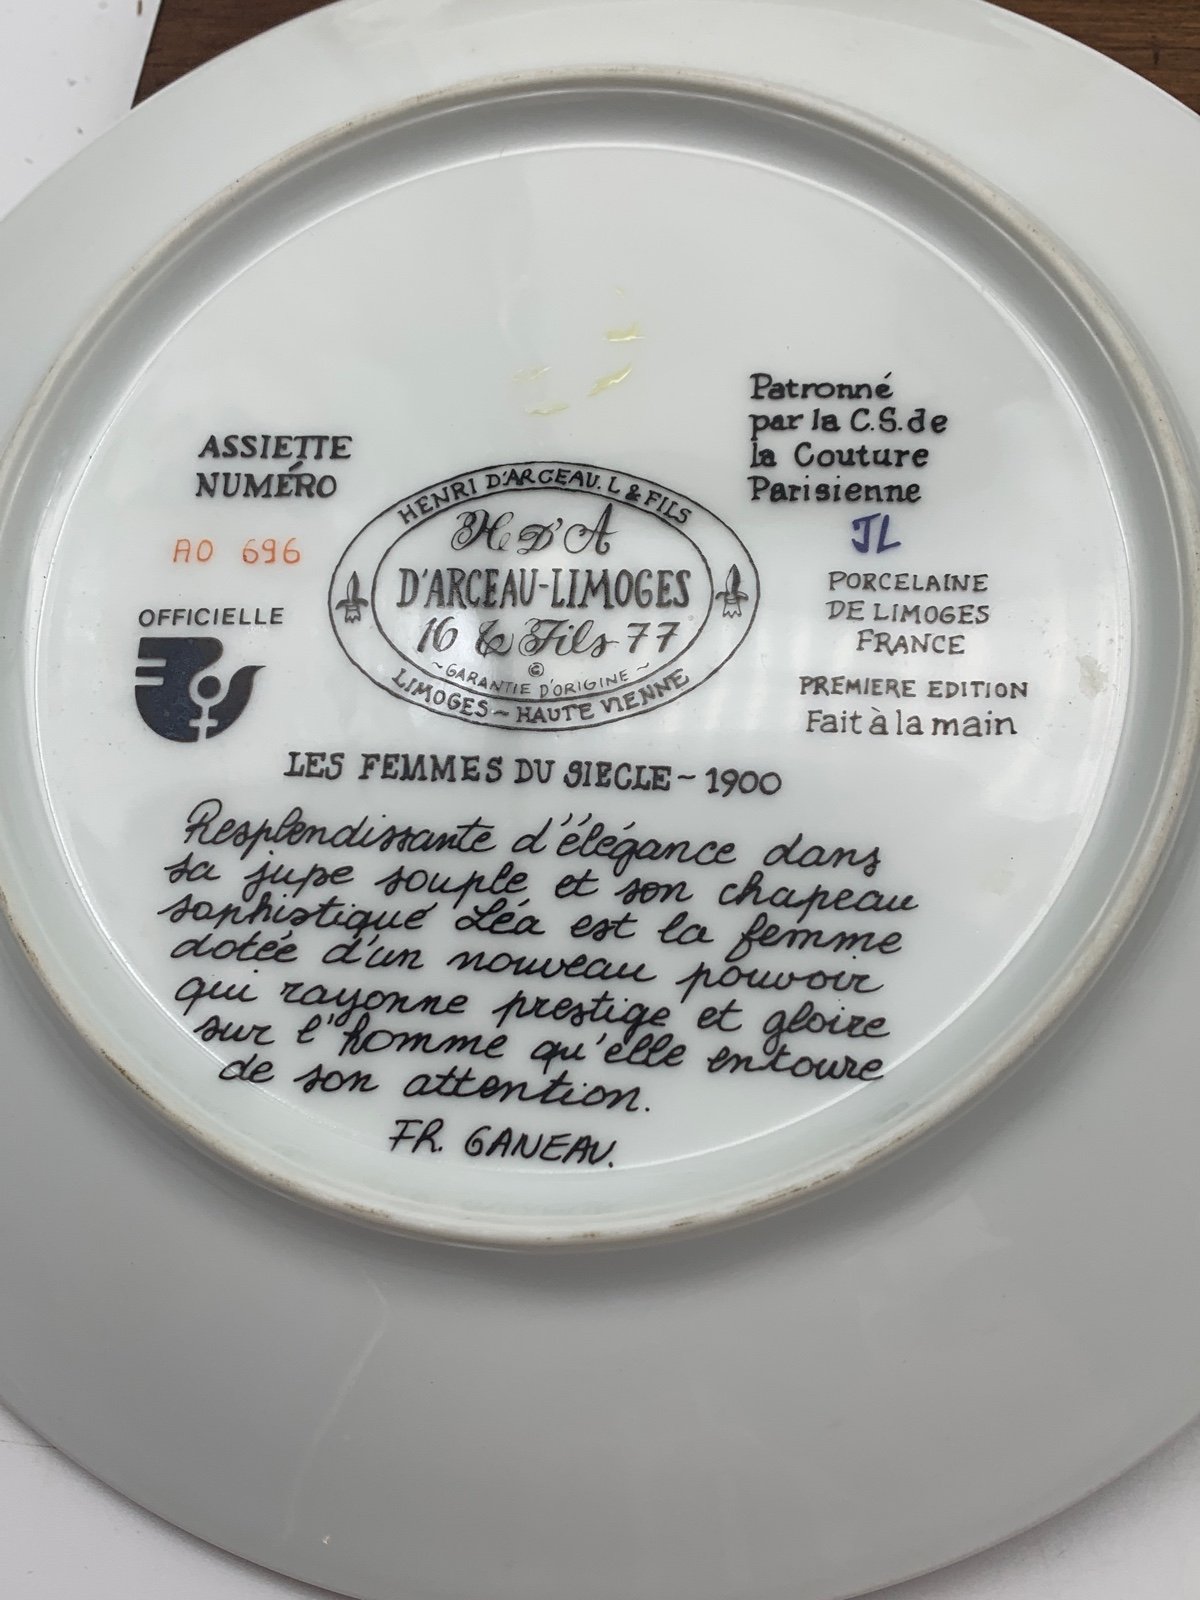 Patronné
par la C.S. de
la Couture
Parisienne
JL
ASSIETTE
NUMÉRO
AO 696
OFFICIELLE
HENRI D'ARCEAU. L & FILS
H D'A
D'ARCEAU-LIMOGES
16 & Fils 77
©
~GARANTIE D'ORIGINE~
LIMOGES ~ HAUTE VIENNE
PORCELAINE
DE LIMOGES
FRANCE
PREMIERE EDITION
Fait à la main
LES FEMMES DU SIECLE ~ 1900
Resplendissante d'élégance dans
sa jupe souple et son chapeau
sophistiqué Léa est la femme
dotée d'un nouveau pouvoir
qui rayonne prestige et gloire
sur l'homme qu'elle entoure
de son attention.
FR. GANEAU.